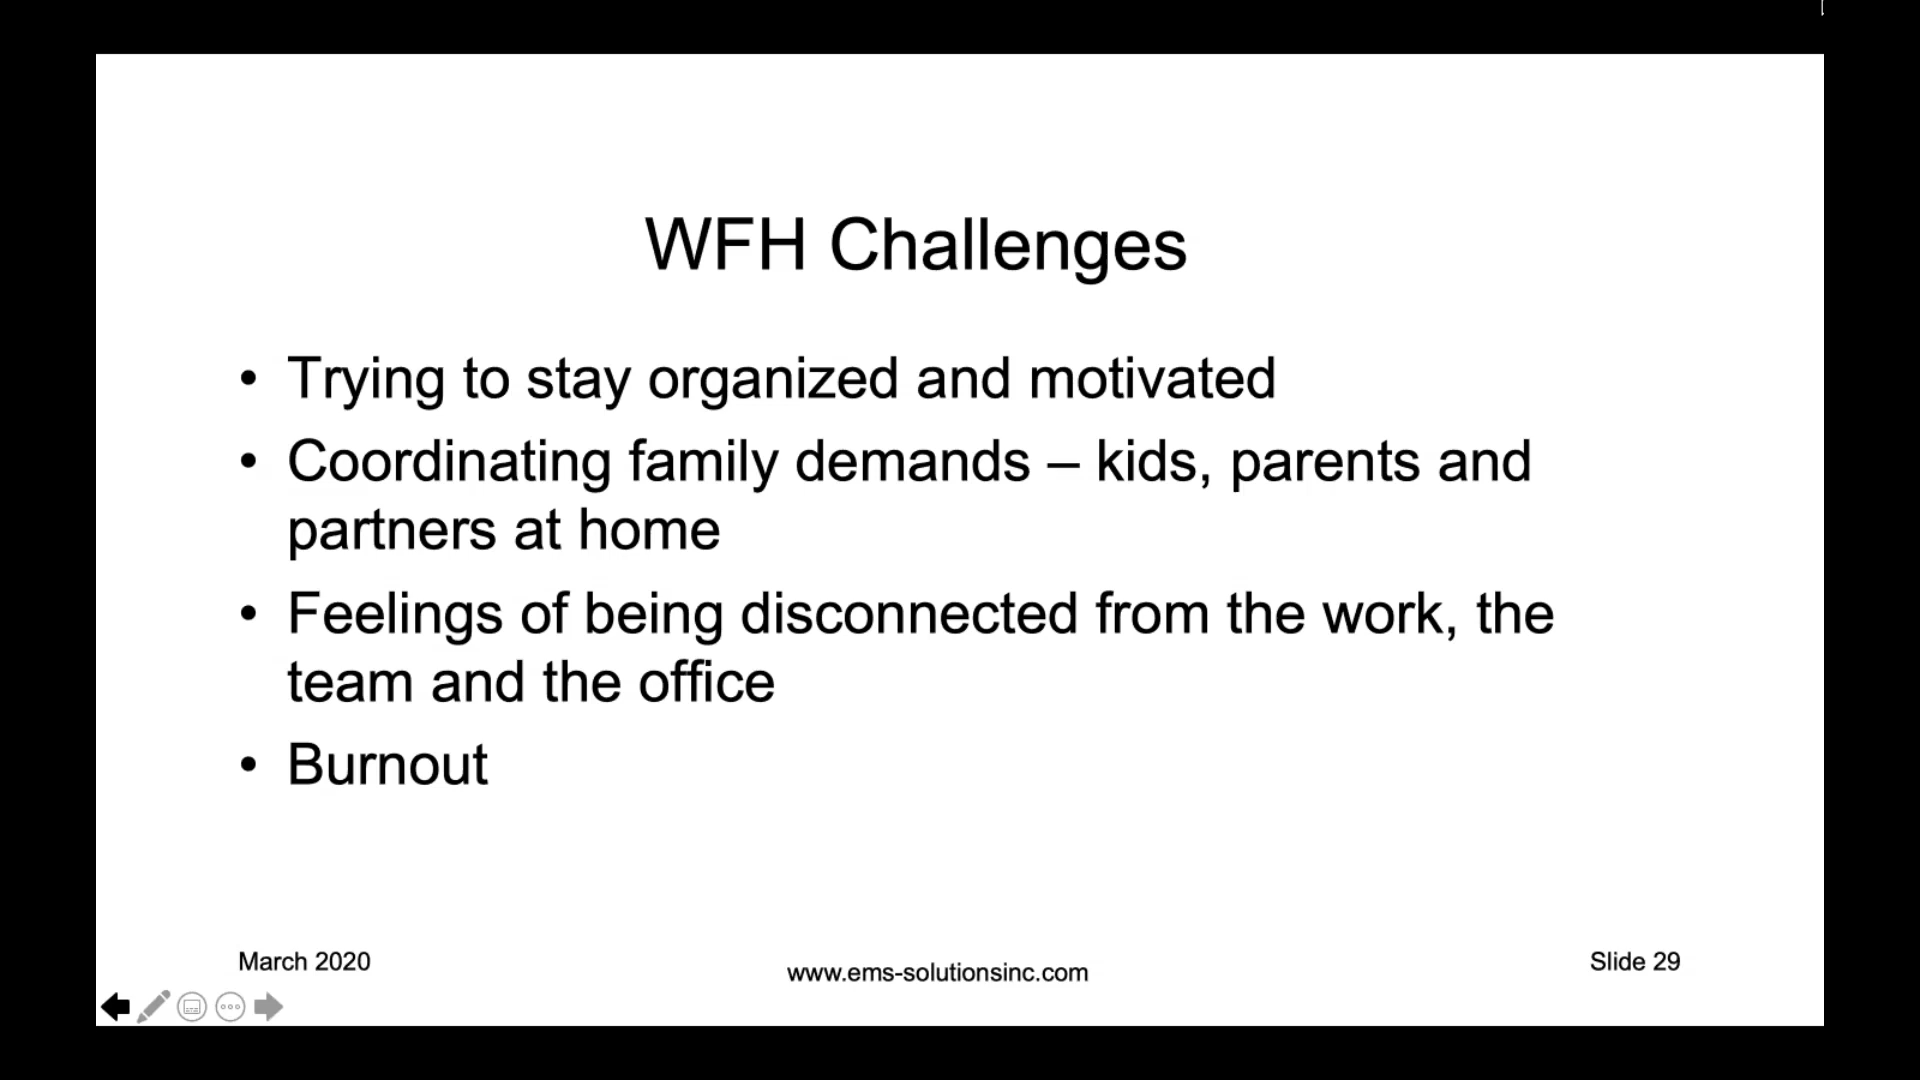 WFH Challenges
• Trying to stay organized and motivated
• Coordinating family demands – kids, parents and
partners at home
• Feelings of being disconnected from the work, the
team and the office
• Burnout
March 2020
www.ems-solutionsinc.com
Slide 29